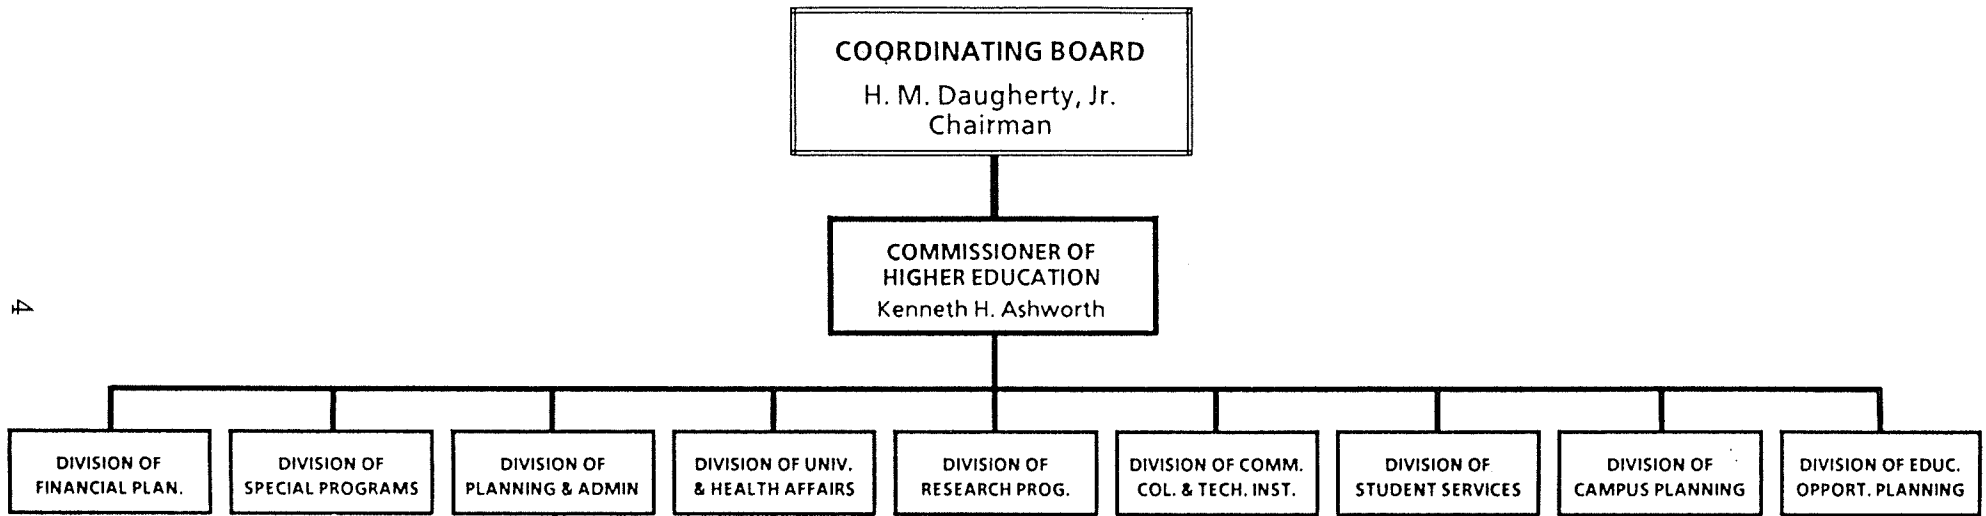 COORDINATING BOARD
H. M. Daugherty, Jr.
Chairman
COMMISSIONER OF
HIGHER EDUCATION
Kenneth H. Ashworth
4
DIVISION OF
FINANCIAL PLAN.
DIVISION OF
SPECIAL PROGRAMS
DIVISION OF
PLANNING & ADMIN
DIVISION OF UNIV.
& HEALTH AFFAIRS
DIVISION OF
RESEARCH PROG.
DIVISION OF COMM.
COL. & TECH. INST.
DIVISION OF
STUDENT SERVICES
DIVISION OF
CAMPUS PLANNING
DIVISION OF EDUC.
OPPORT. PLANNING